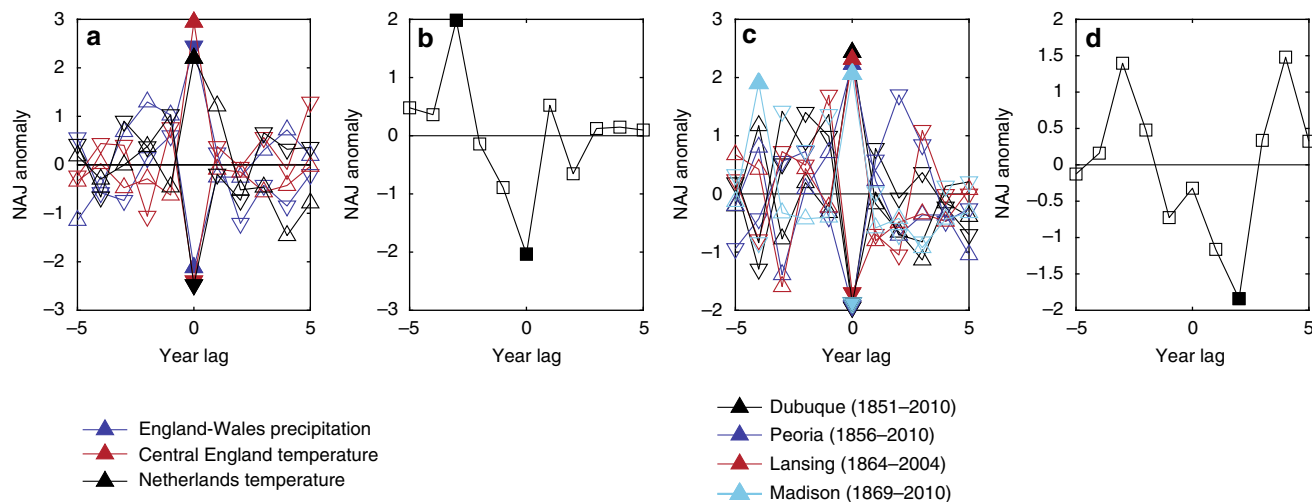 a
NAJ anomaly
3
2
1
0
−1
−2
−3
−5
0
5
Year lag
b
NAJ anomaly
2
1
0
−1
−2
−3
−5
0
5
Year lag
c
NAJ anomaly
3
2
1
0
−1
−2
−5
0
5
Year lag
d
NAJ anomaly
2
1.5
1
0.5
0
−0.5
−1
−1.5
−2
−5
0
5
Year lag
England-Wales precipitation
Central England temperature
Netherlands temperature
Dubuque (1851–2010)
Peoria (1856–2010)
Lansing (1864–2004)
Madison (1869–2010)